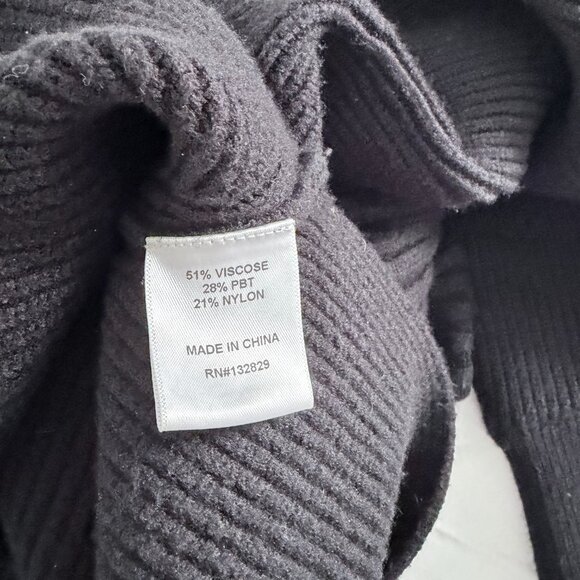 51% VISCOSE
28% PBT
21% NYLON
MADE IN CHINA
RN#132829